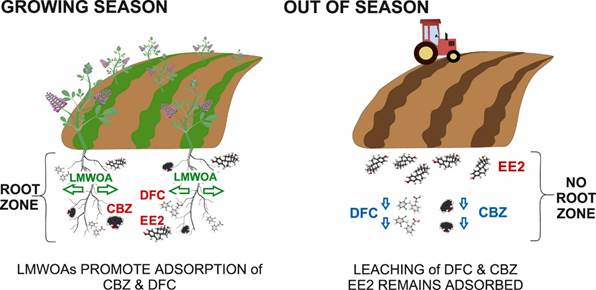 GROWING SEASON
OUT OF SEASON
LMWOA
LMWOA
ROOT
ZONE
DFC
CBZ
EE2
EE2
DFC
CBZ
NO
ROOT
ZONE
LMWOAs PROMOTE ADSORPTION of
CBZ & DFC
LEACHING of DFC & CBZ
EE2 REMAINS ADSORBED